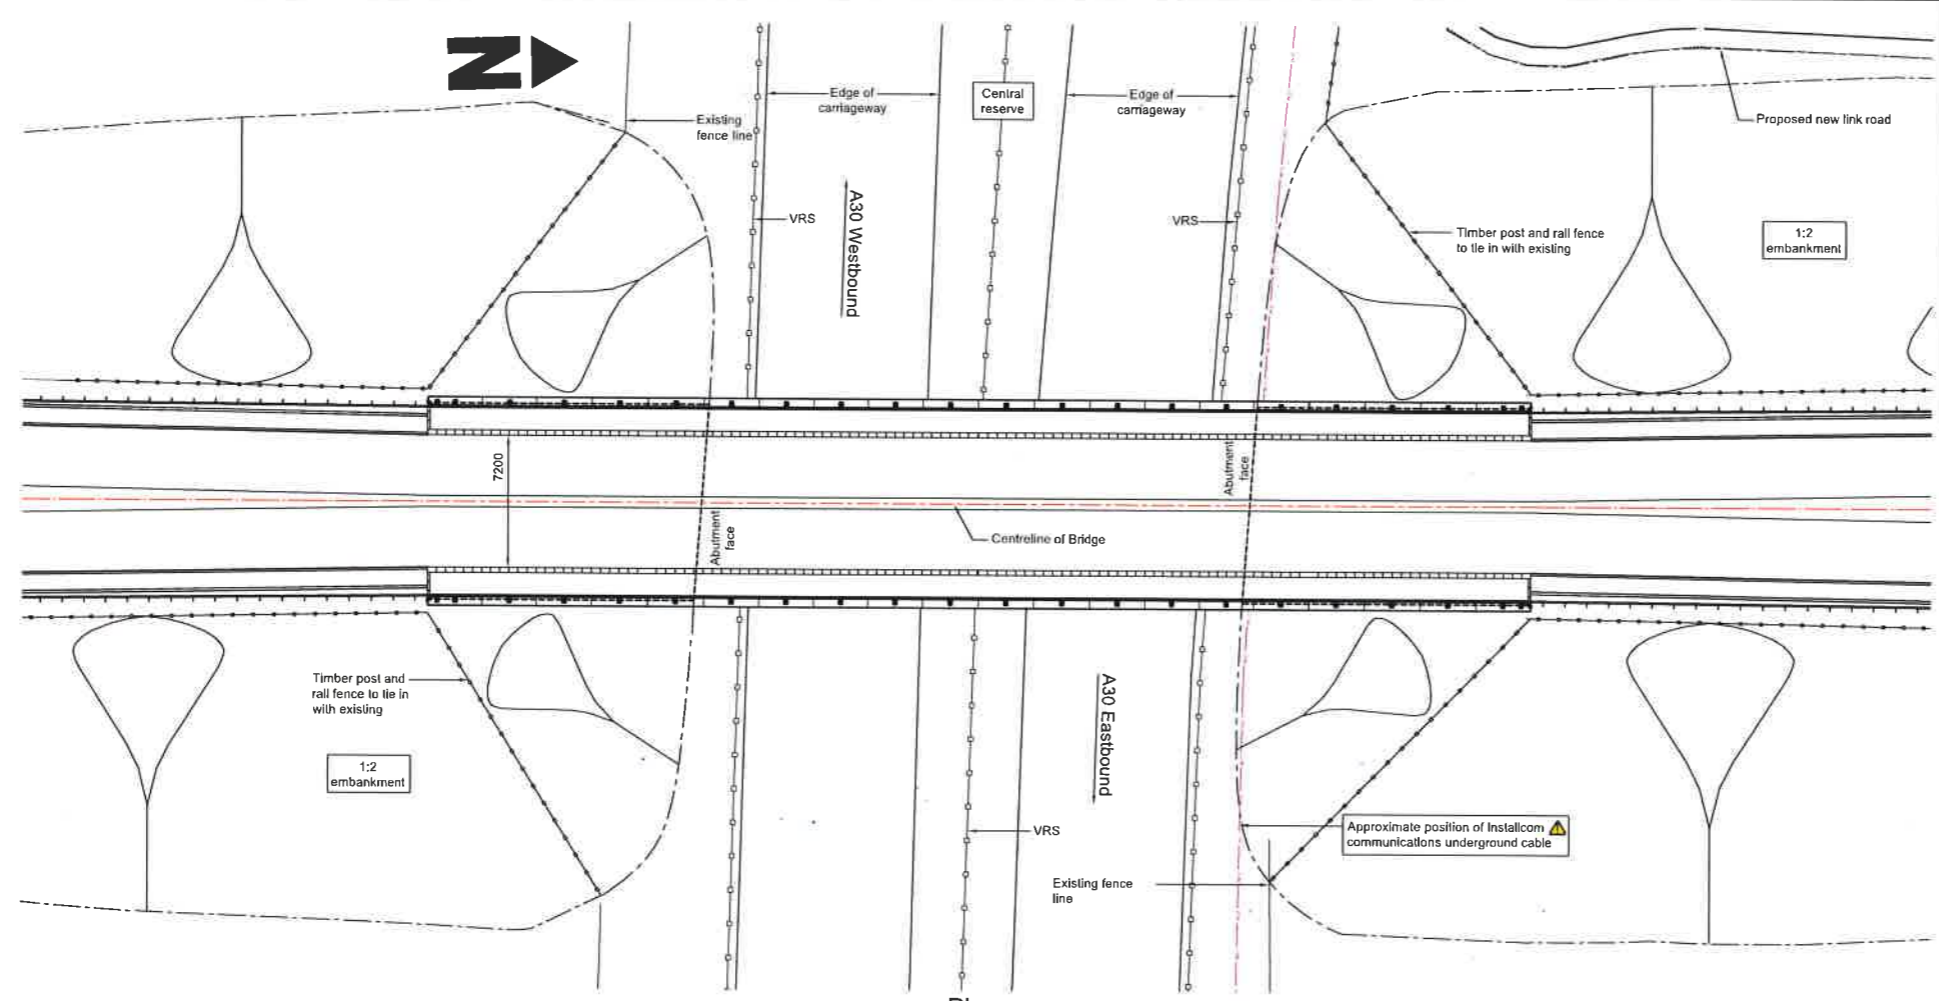 N
Edge of
carriageway
Central
reserve
Edge of
carriageway
Existing
fence line
Proposed new link road
VRS
A30 Westbound
VRS
Timber post and rail fence
to tie in with existing
1:2
embankment
7200
Abutment
face
Abutment
face
Centreline of Bridge
Timber post and
rail fence to tie in
with existing
A30 Eastbound
1:2
embankment
VRS
Approximate position of Installcom
communications underground cable
Existing fence
line